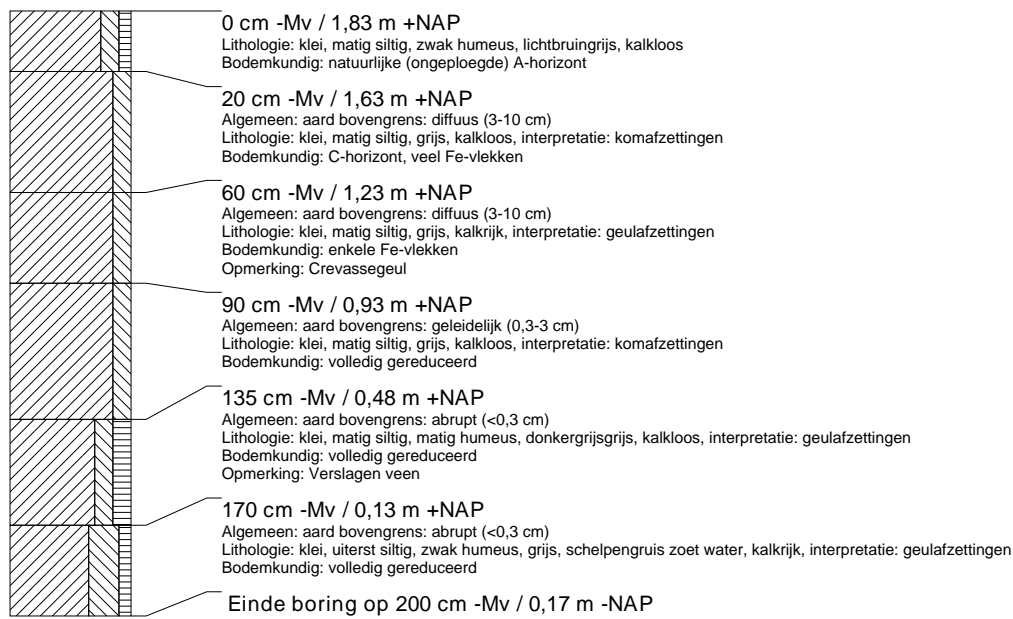 0 cm -Mv / 1,83 m +NAP
Lithologie: klei, matig siltig, zwak humeus, lichtbruingrijs, kalkloos
Bodemkundig: natuurlijke (ongeploegde) A-horizont
20 cm -Mv / 1,63 m +NAP
Algemeen: aard bovengrens: diffuus (3-10 cm)
Lithologie: klei, matig siltig, grijs, kalkloos, interpretatie: komafzettingen
Bodemkundig: C-horizont, veel Fe-vlekken
60 cm -Mv / 1,23 m +NAP
Algemeen: aard bovengrens: diffuus (3-10 cm)
Lithologie: klei, matig siltig, grijs, kalkrijk, interpretatie: geulafzettingen
Bodemkundig: enkele Fe-vlekken
Opmerking: Crevassegeul
90 cm -Mv / 0,93 m +NAP
Algemeen: aard bovengrens: geleidelijk (0,3-3 cm)
Lithologie: klei, matig siltig, grijs, kalkloos, interpretatie: komafzettingen
Bodemkundig: volledig gereduceerd
135 cm -Mv / 0,48 m +NAP
Algemeen: aard bovengrens: abrupt (<0,3 cm)
Lithologie: klei, matig siltig, matig humeus, donkergrijsgrijs, kalkloos, interpretatie: geulafzettingen
Bodemkundig: volledig gereduceerd
Opmerking: Verslagen veen
170 cm -Mv / 0,13 m +NAP
Algemeen: aard bovengrens: abrupt (<0,3 cm)
Lithologie: klei, uiterst siltig, zwak humeus, grijs, schelpengruis zoet water, kalkrijk, interpretatie: geulafzettingen
Bodemkundig: volledig gereduceerd
Einde boring op 200 cm -Mv / 0,17 m -NAP